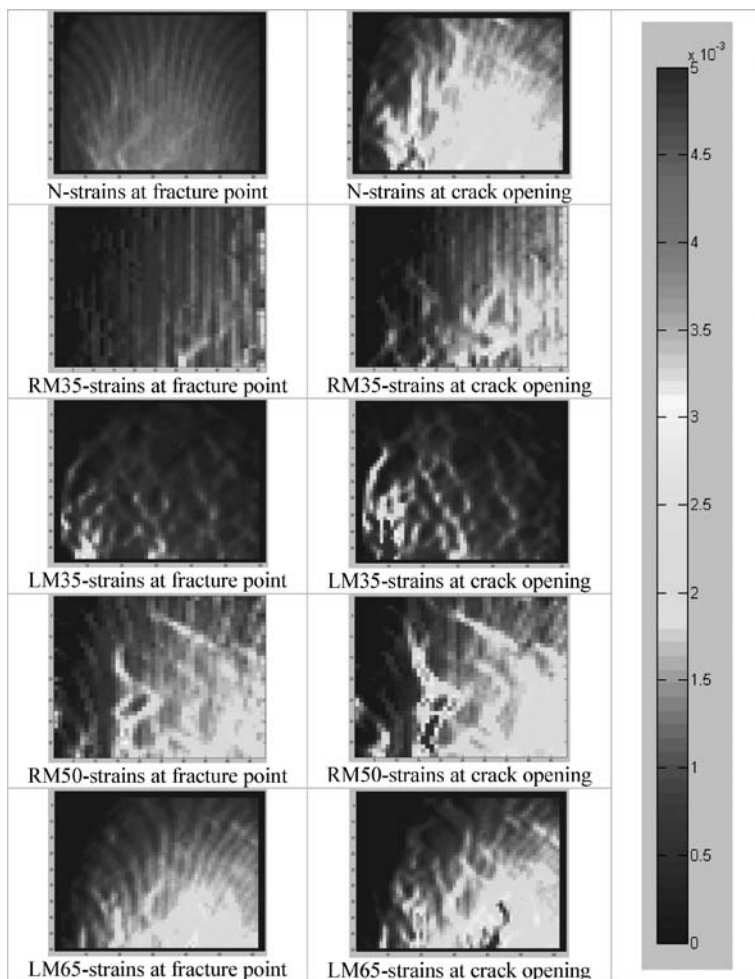 N-strains at fracture point
N-strains at crack opening
RM35-strains at fracture point
RM35-strains at crack opening
LM35-strains at fracture point
LM35-strains at crack opening
RM50-strains at fracture point
RM50-strains at crack opening
LM65-strains at fracture point
LM65-strains at crack opening
x 10⁻³
5
4.5
4
3.5
3
2.5
2
1.5
1
0.5
0